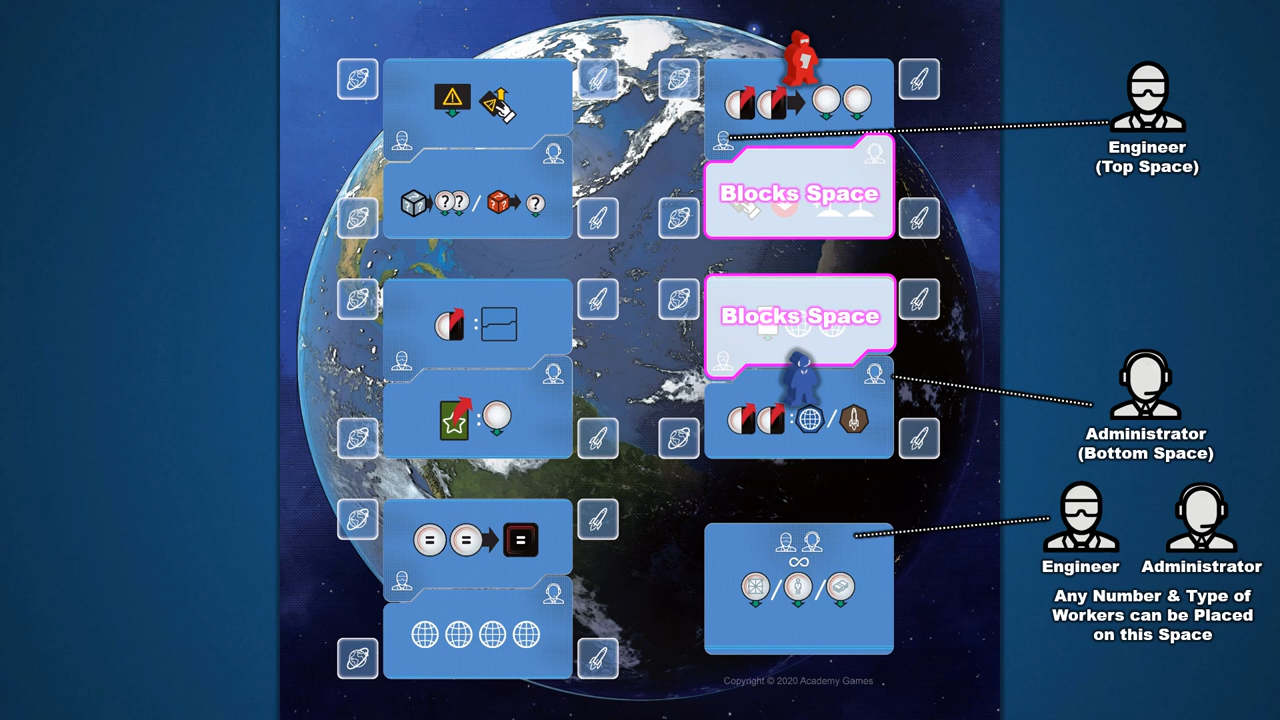 Engineer
(Top Space)
Blocks Space
Blocks Space
Administrator
(Bottom Space)
Engineer
Administrator
Any Number & Type of
Workers can be Placed
on this Space
? ? ? / ? ? ?
:
:
= = =
: /
∞
/ /
Copyright © 2020 Academy Games